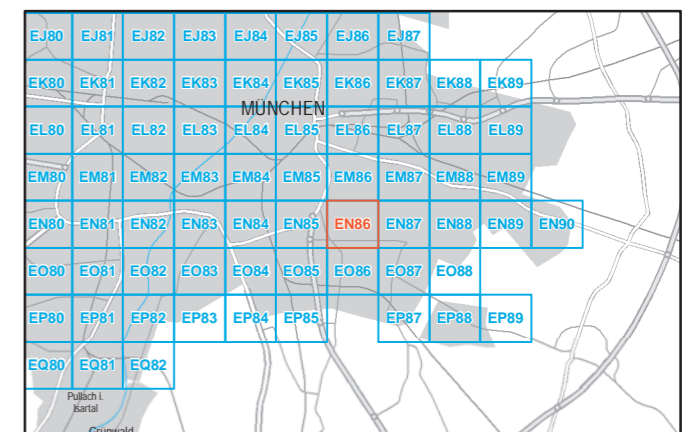 EJ80 EJ81 EJ82 EJ83 EJ84 EJ85 EJ86 EJ87
EK80 EK81 EK82 EK83 EK84 EK85 EK86 EK87 EK88 EK89
MÜNCHEN
EL80 EL81 EL82 EL83 EL84 EL85 EL86 EL87 EL88 EL89
EM80 EM81 EM82 EM83 EM84 EM85 EM86 EM87 EM88 EM89
EN80 EN81 EN82 EN83 EN84 EN85 EN86 EN87 EN88 EN89 EN90
EO80 EO81 EO82 EO83 EO84 EO85 EO86 EO87 EO88
EP80 EP81 EP82 EP83 EP84 EP85 EP87 EP88 EP89
EQ80 EQ81 EQ82
Pullach i.
Isartal
Grünwald